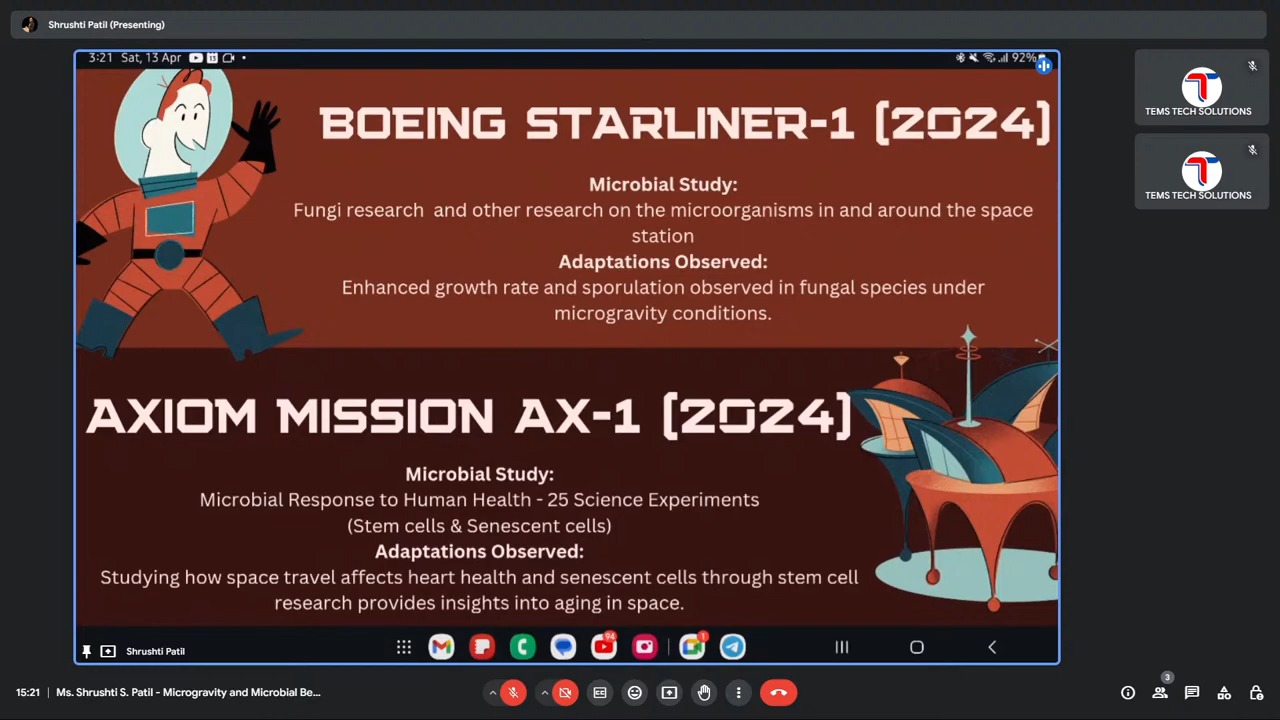 Shrushti Patil (Presenting)
3:21 Sat, 13 Apr
92%
BOEING STARLINER-1 (2024)
Microbial Study:
Fungi research and other research on the microorganisms in and around the space
station
Adaptations Observed:
Enhanced growth rate and sporulation observed in fungal species under
microgravity conditions.
AXIOM MISSION AX-1 (2024)
Microbial Study:
Microbial Response to Human Health - 25 Science Experiments
(Stem cells & Senescent cells)
Adaptations Observed:
Studying how space travel affects heart health and senescent cells through stem cell
research provides insights into aging in space.
94
1
Shrushti Patil
TEMS TECH SOLUTIONS
TEMS TECH SOLUTIONS
15:21 | Ms. Shrushti S. Patil - Microgravity and Microbial Be...
3